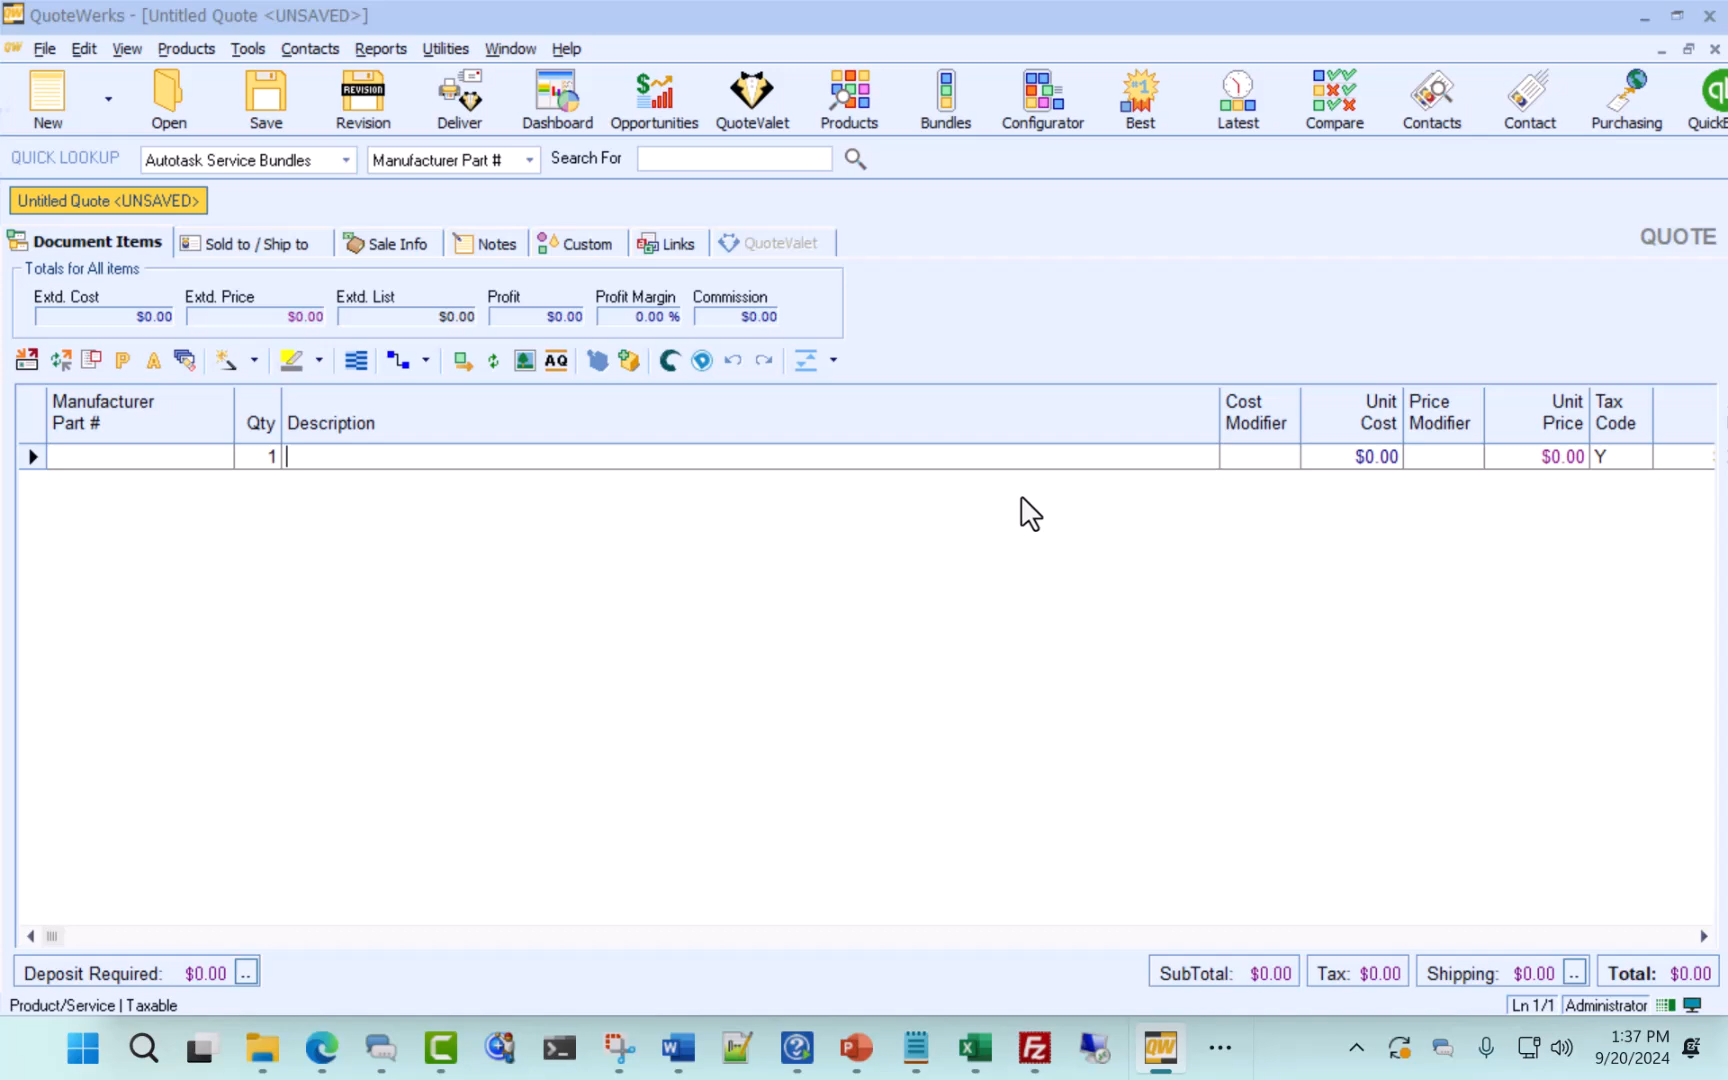 QuoteWerks - [Untitled Quote <UNSAVED>]
File Edit View Products Tools Contacts Reports Utilities Window Help
REVISION
#1
New Open Save Revision Deliver Dashboard Opportunities QuoteValet Products Bundles Configurator Best Latest Compare Contacts Contact Purchasing
QUICK LOOKUP Autotask Service Bundles Manufacturer Part # Search For
Untitled Quote <UNSAVED>
Document Items Sold to / Ship to Sale Info Notes Custom Links QuoteValet QUOTE
Totals for All items
Extd. Cost Extd. Price Extd. List Profit Profit Margin Commission
$0.00 $0.00 $0.00 $0.00 0.00 % $0.00
P A AQ
Manufacturer Cost Unit Price Unit Tax
Part # Qty Description Modifier Cost Modifier Price Code
1 $0.00 $0.00 Y
Deposit Required: $0.00 .. SubTotal: $0.00 Tax: $0.00 Shipping: $0.00 .. Total: $0.00
Product/Service | Taxable Ln 1/1 Administrator
1:37 PM
9/20/2024